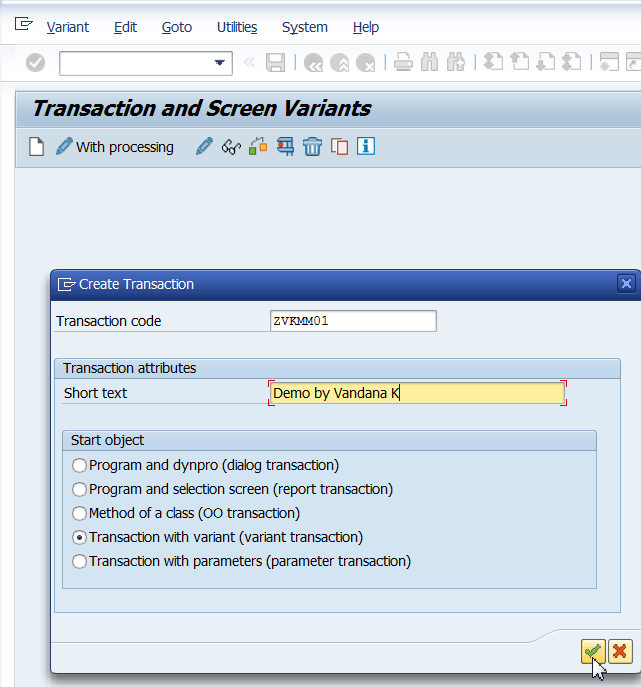 Variant Edit Goto Utilities System Help
Transaction and Screen Variants
With processing
Create Transaction
Transaction code ZVKMM01
Transaction attributes
Short text Demo by Vandana K
Start object
Program and dynpro (dialog transaction)
Program and selection screen (report transaction)
Method of a class (OO transaction)
Transaction with variant (variant transaction)
Transaction with parameters (parameter transaction)